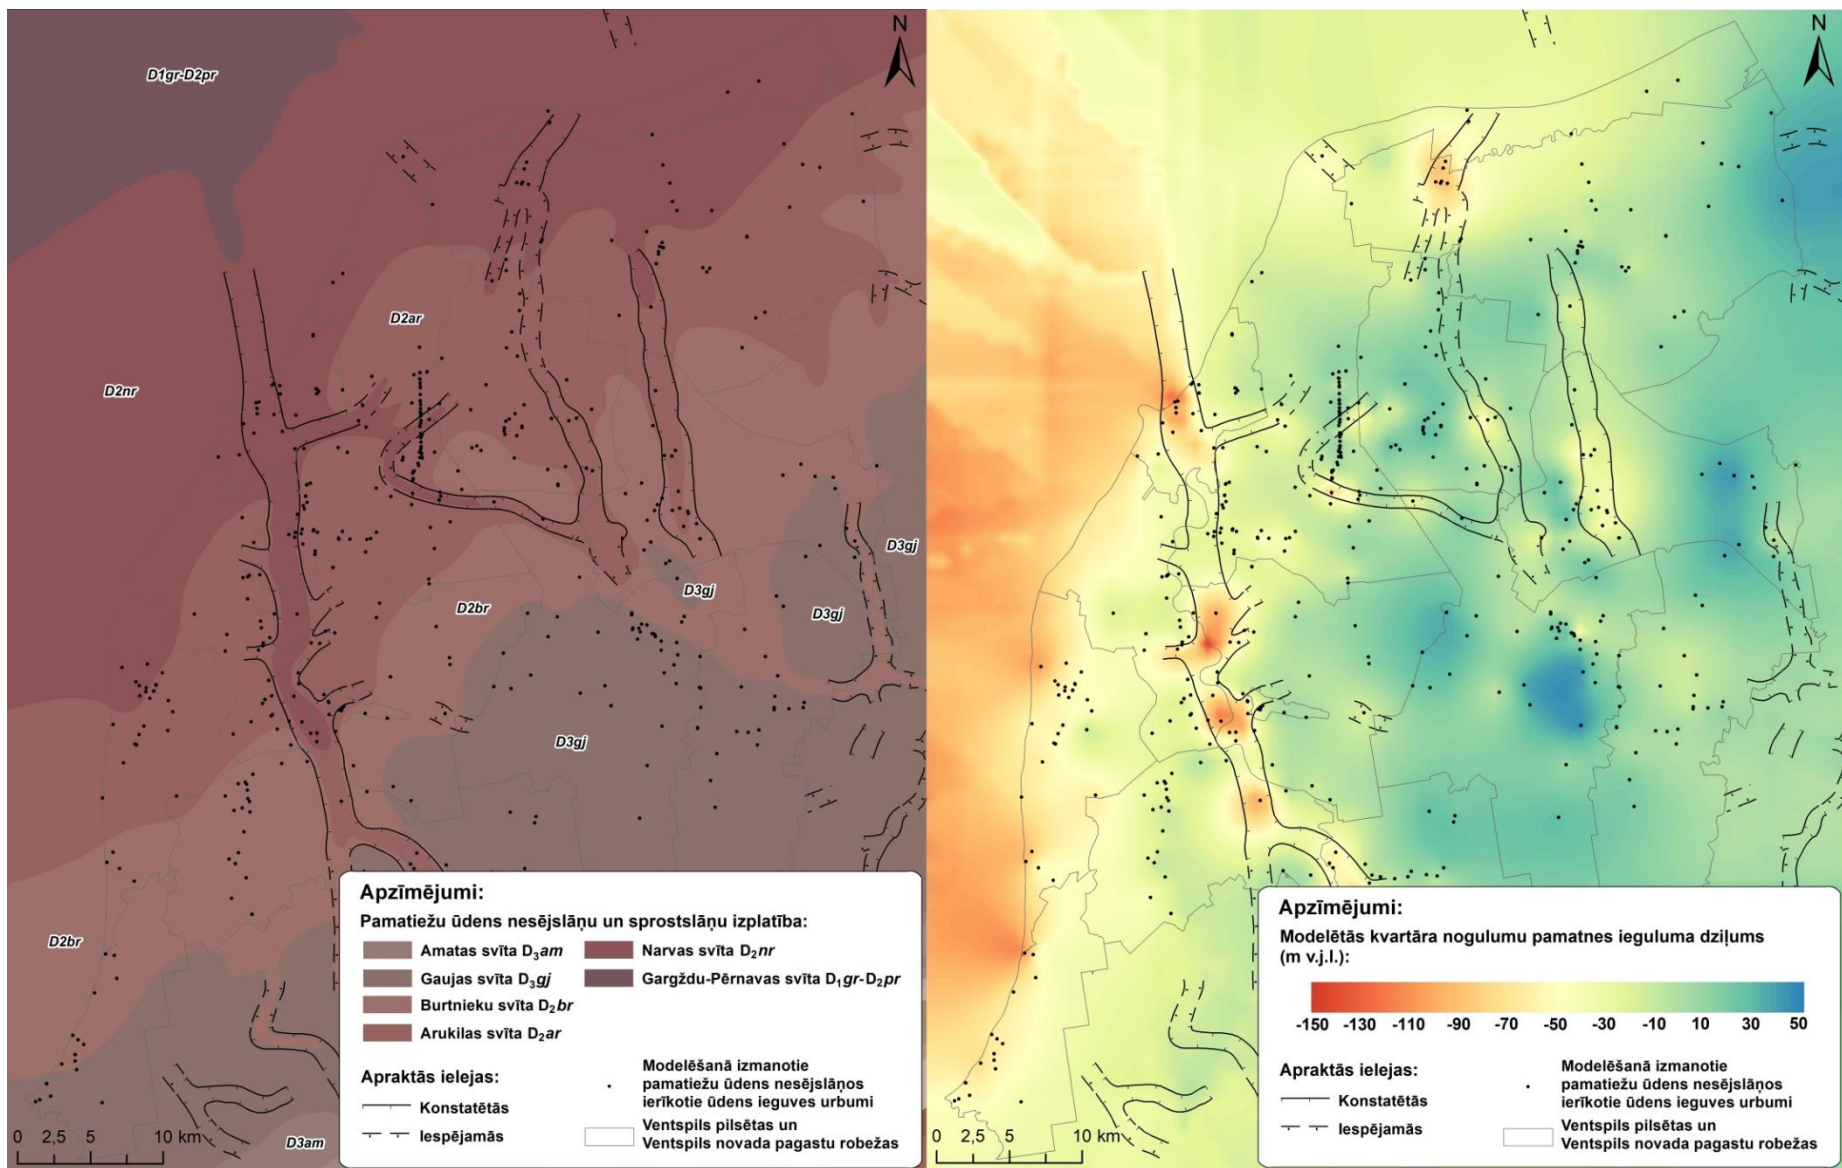 N
D1gr-D2pr
D2ar
D2nr
D3gj
D2br
D3gj
D3gj
D3gj
D2br
D3am
Apzīmējumi:
Pamatiežu ūdens nesējslāņu un sprostslāņu izplatība:
Amatas svīta D₃am
Narvas svīta D₂nr
Gaujas svīta D₃gj
Gargždu-Pērnavas svīta D₁gr-D₂pr
Burtnieku svīta D₂br
Arukilas svīta D₂ar
Apraktās ielejas:
Konstatētās
Iespējamās
Modelēšanā izmanotie
pamatiežu ūdens nesējslāņos
ierīkotie ūdens ieguves urbumi
Ventspils pilsētas un
Ventspils novada pagastu robežas
0 2,5 5 10 km
N
Apzīmējumi:
Modelētās kvartāra nogulumu pamatnes ieguluma dziļums
(m v.j.l.):
-150 -130 -110 -90 -70 -50 -30 -10 10 30 50
Apraktās ielejas:
Konstatētās
Iespējamās
Modelēšanā izmanotie
pamatiežu ūdens nesējslāņos
ierīkotie ūdens ieguves urbumi
Ventspils pilsētas un
Ventspils novada pagastu robežas
0 2,5 5 10 km